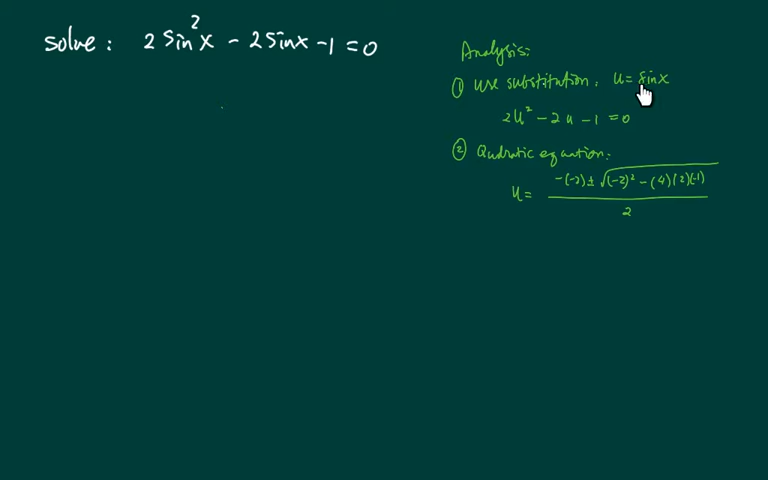 solve: 2 Sin²x - 2 Sinx - 1 = 0
Analysis:
① Use substitution: u = Sinx
2u² - 2u - 1 = 0
② Quadratic equation:
u = (-(-2) ± √((-2)² - (4)(2)(-1))) / 2